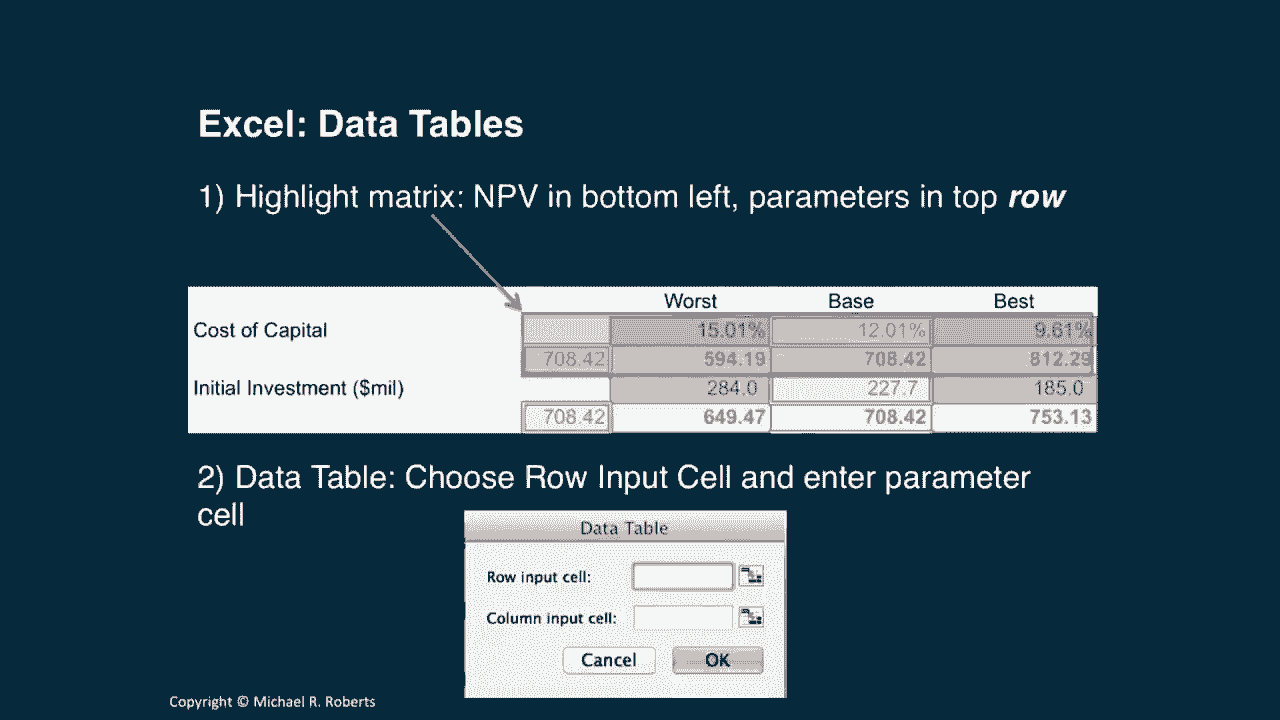 Excel: Data Tables
1) Highlight matrix: NPV in bottom left, parameters in top row
Worst Base Best
Cost of Capital 15.01% 12.01% 9.61%
708.42 594.19 708.42 812.29
Initial Investment ($mil) 284.0 227.7 185.0
708.42 649.47 708.42 753.13
2) Data Table: Choose Row Input Cell and enter parameter
cell
Data Table
Row input cell:
Column input cell:
Cancel OK
Copyright © Michael R. Roberts